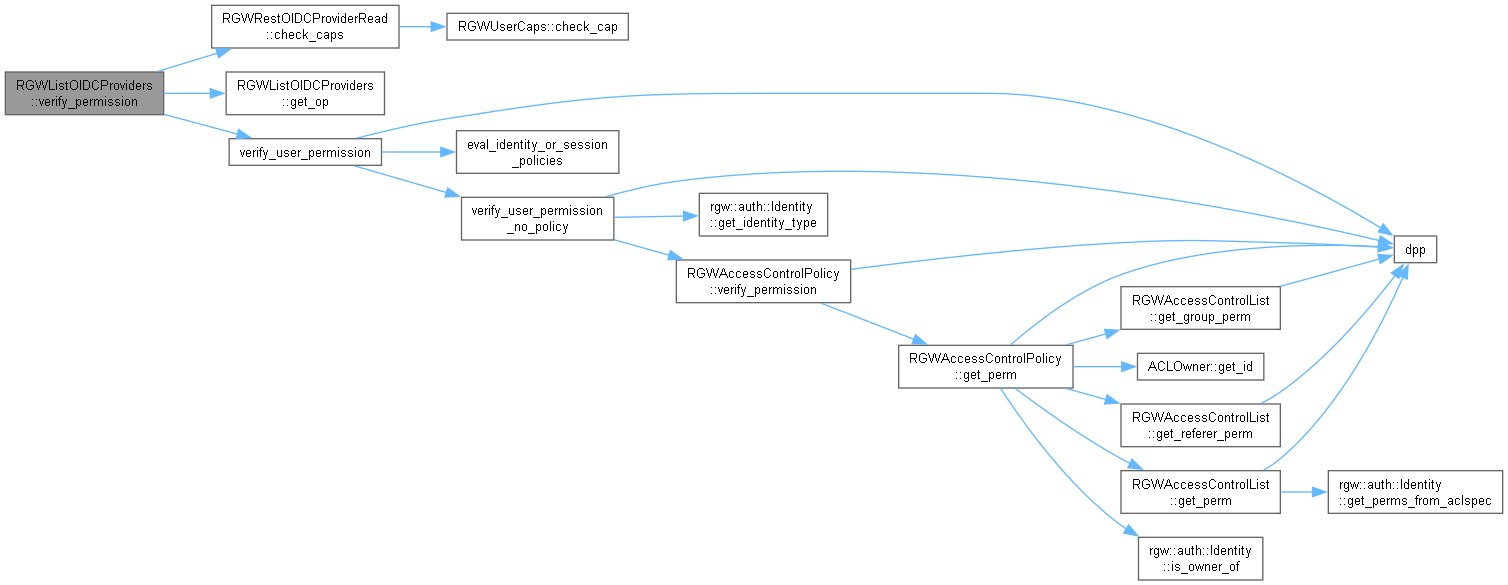 RGWRestOIDCProviderRead
::check_caps
RGWUserCaps::check_cap
RGWListOIDCProviders
::verify_permission
RGWListOIDCProviders
::get_op
verify_user_permission
eval_identity_or_session
_policies
verify_user_permission
_no_policy
rgw::auth::Identity
::get_identity_type
dpp
RGWAccessControlPolicy
::verify_permission
RGWAccessControlList
::get_group_perm
RGWAccessControlPolicy
::get_perm
ACLOwner::get_id
RGWAccessControlList
::get_referer_perm
RGWAccessControlList
::get_perm
rgw::auth::Identity
::get_perms_from_aclspec
rgw::auth::Identity
::is_owner_of